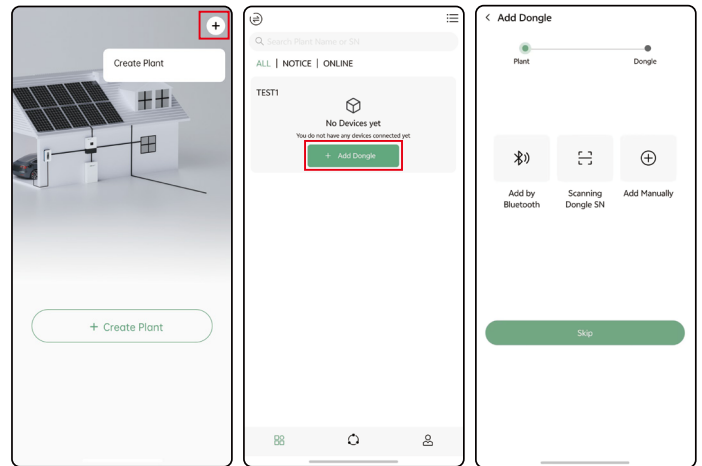 Create Plant
+ Create Plant
Search Plant Name or SN
ALL | NOTICE | ONLINE
TEST1
No Devices yet
You do not have any devices connected yet
+ Add Dongle
< Add Dongle
Plant
Dongle
Add by
Bluetooth
Scanning
Dongle SN
Add Manually
Skip